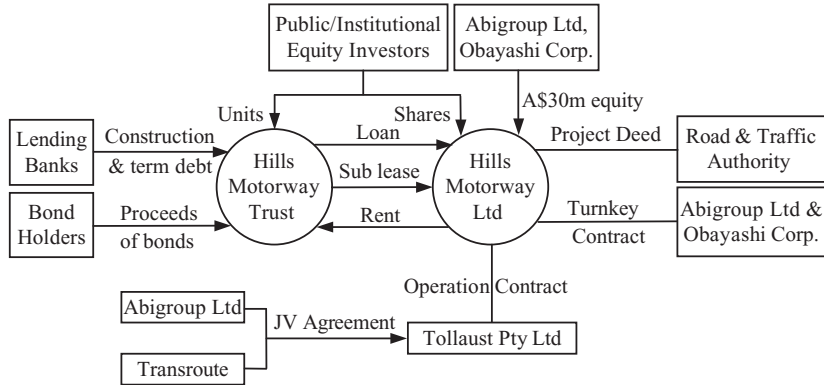 Public/Institutional
Equity Investors
Abigroup Ltd,
Obayashi Corp.
Units
Shares
A$30m equity
Lending
Banks
Construction
& term debt
Hills
Motorway
Trust
Loan
Sub lease
Rent
Hills
Motorway
Ltd
Project Deed
Road & Traffic
Authority
Bond
Holders
Proceeds
of bonds
Turnkey
Contract
Abigroup Ltd &
Obayashi Corp.
Operation Contract
Abigroup Ltd
JV Agreement
Tollaust Pty Ltd
Transroute